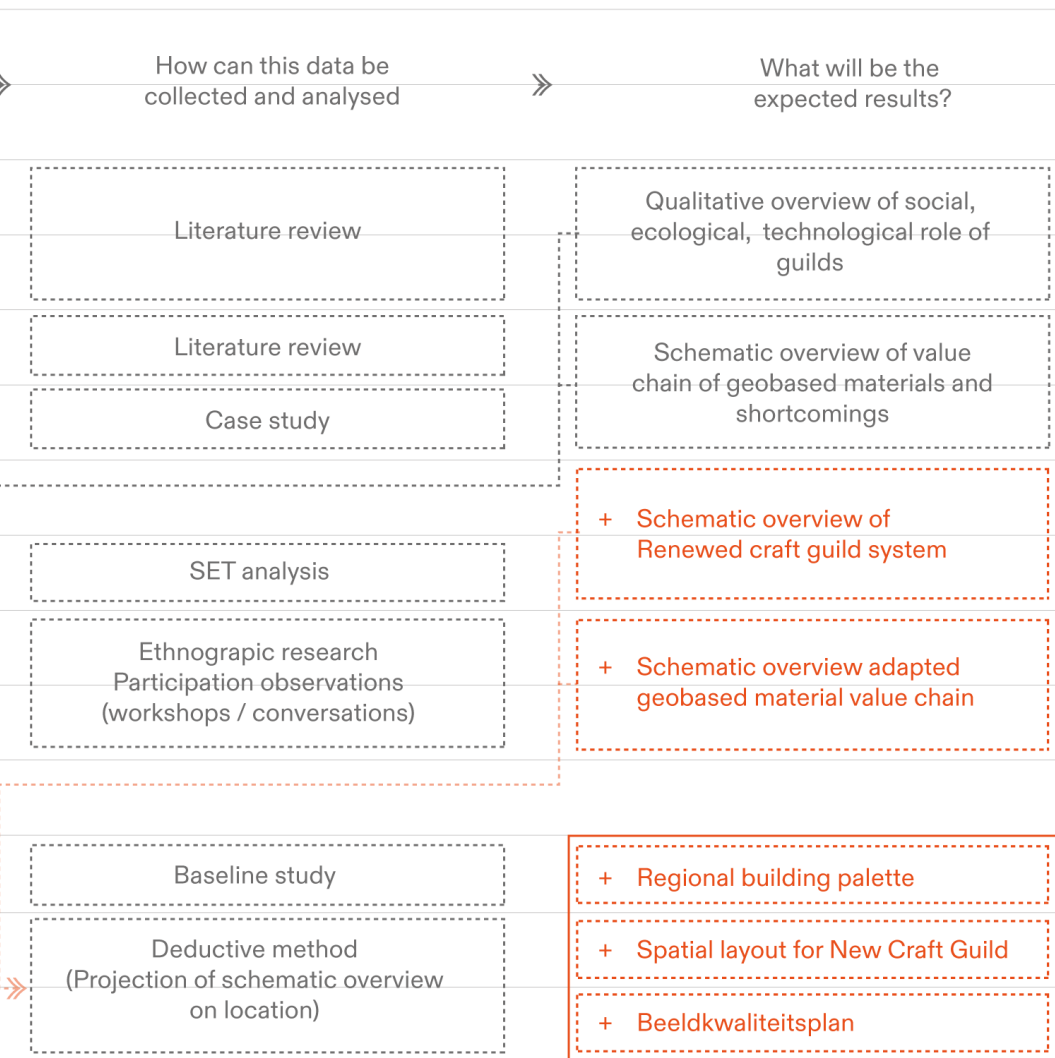 How can this data be
collected and analysed
What will be the
expected results?
Literature review
Qualitative overview of social,
ecological, technological role of
guilds
Literature review
Case study
Schematic overview of value
chain of geobased materials and
shortcomings
+ Schematic overview of
Renewed craft guild system
SET analysis
Ethnograpic research
Participation observations
(workshops / conversations)
+ Schematic overview adapted
geobased material value chain
Baseline study
+ Regional building palette
Deductive method
(Projection of schematic overview
on location)
+ Spatial layout for New Craft Guild
+ Beeldkwaliteitsplan